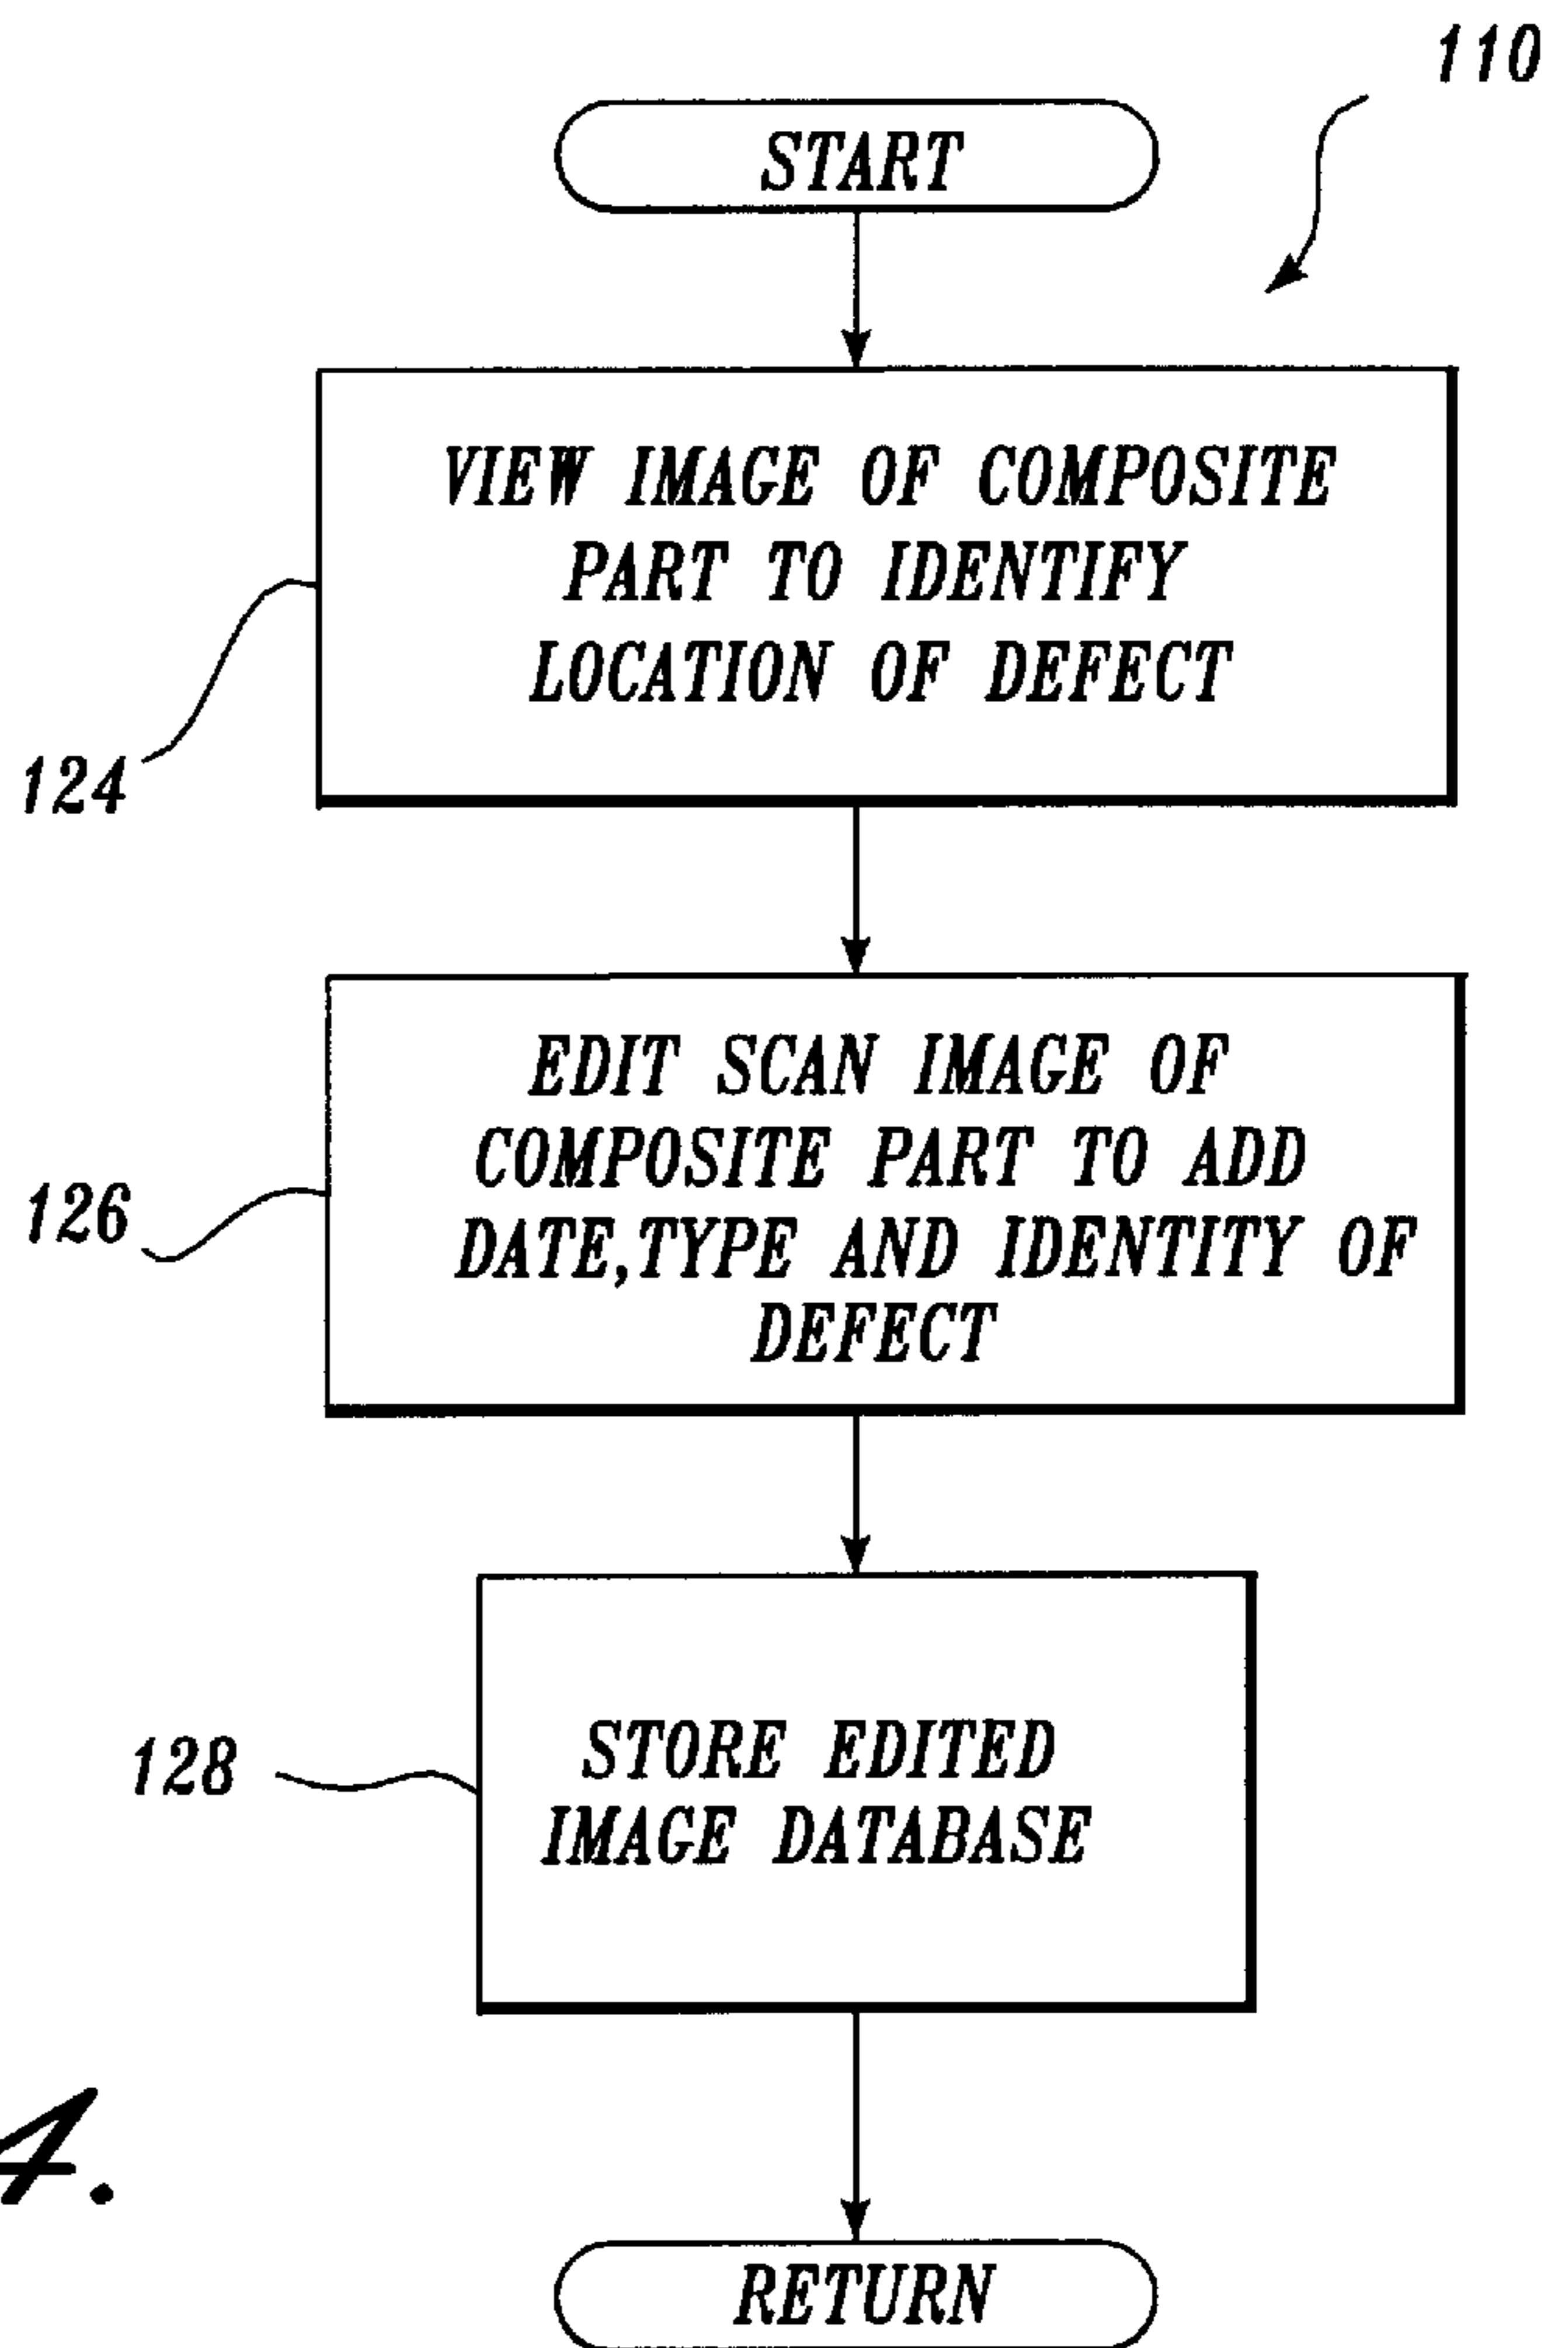 110
START
VIEW IMAGE OF COMPOSITE
PART TO IDENTIFY
LOCATION OF DEFECT
124
EDIT SCAN IMAGE OF
COMPOSITE PART TO ADD
DATE,TYPE AND IDENTITY OF
DEFECT
126
STORE EDITED
IMAGE DATABASE
128
4.
RETURN